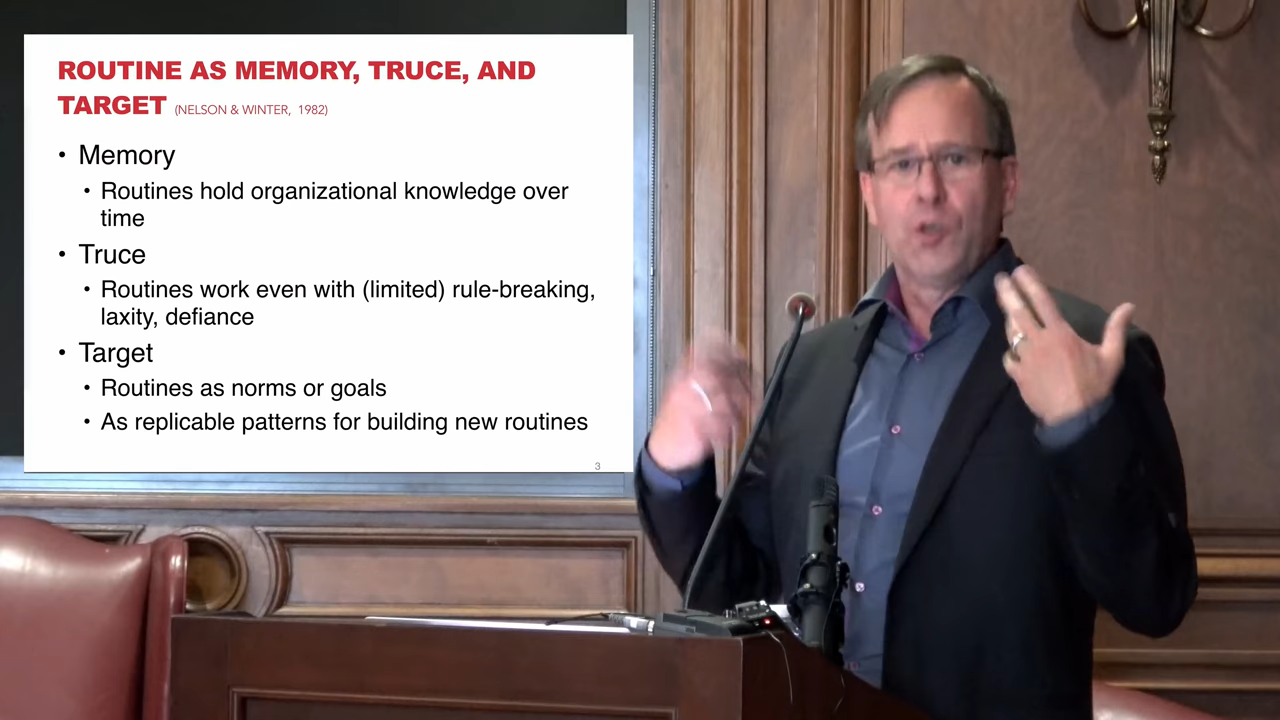 ROUTINE AS MEMORY, TRUCE, AND
TARGET (NELSON & WINTER, 1982)
• Memory
• Routines hold organizational knowledge over
time
• Truce
• Routines work even with (limited) rule-breaking,
laxity, defiance
• Target
• Routines as norms or goals
• As replicable patterns for building new routines
3